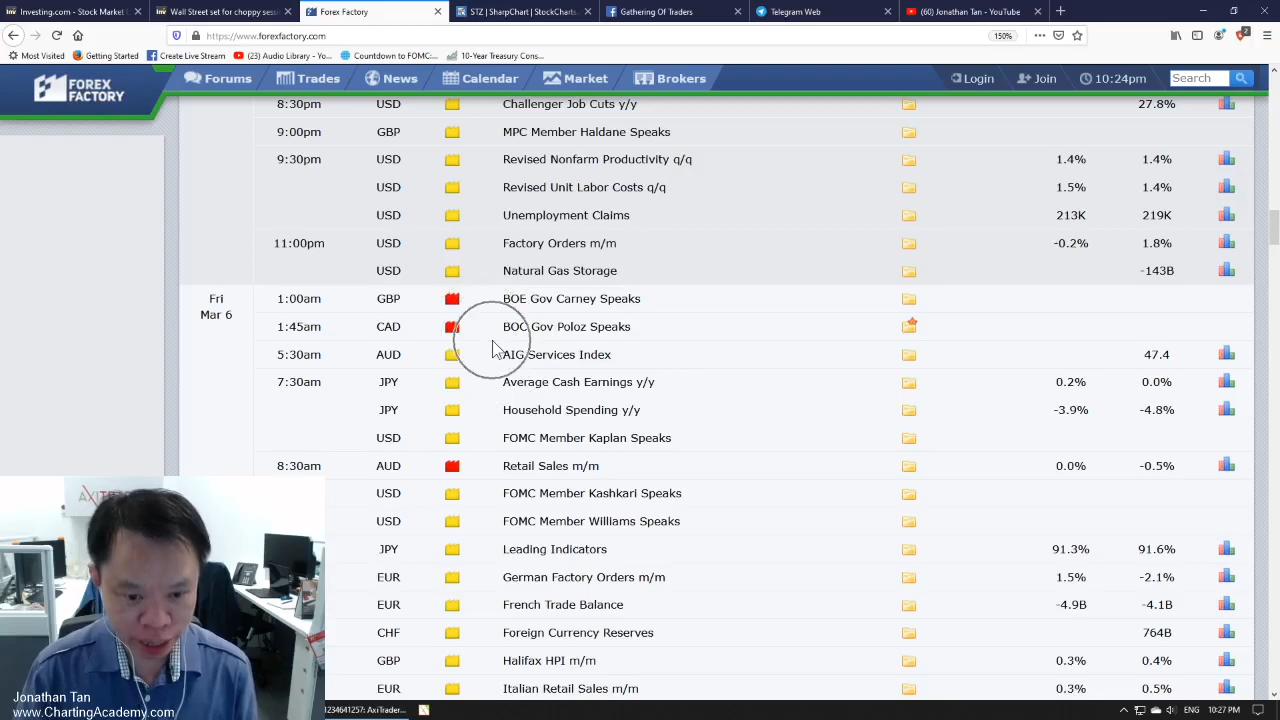 Investing.com - Stock Market
Wall Street set for choppy sessi
Forex Factory
STZ | SharpChart | StockCharts.
Gathering Of Traders
Telegram Web
(60) Jonathan Tan - YouTube
https://www.forexfactory.com
150%
Most Visited
Getting Started
Create Live Stream
(23) Audio Library - Yo...
Countdown to FOMC:...
10-Year Treasury Cons...
FOREX FACTORY
Forums
Trades
News
Calendar
Market
Brokers
Login
Join
10:24pm
Search
8:30pm USD Challenger Job Cuts y/y 27.8%
9:00pm GBP MPC Member Haldane Speaks
9:30pm USD Revised Nonfarm Productivity q/q 1.4% 1.4%
USD Revised Unit Labor Costs q/q 1.5% 1.4%
USD Unemployment Claims 213K 219K
11:00pm USD Factory Orders m/m -0.2% 1.8%
USD Natural Gas Storage -143B
Fri Mar 6 1:00am GBP BOE Gov Carney Speaks
1:45am CAD BOC Gov Poloz Speaks
5:30am AUD AIG Services Index 47.4
7:30am JPY Average Cash Earnings y/y 0.2% 0.0%
JPY Household Spending y/y -3.9% -4.8%
USD FOMC Member Kaplan Speaks
8:30am AUD Retail Sales m/m 0.0% -0.5%
USD FOMC Member Kashkari Speaks
USD FOMC Member Williams Speaks
JPY Leading Indicators 91.3% 91.6%
EUR German Factory Orders m/m 1.5% -2.1%
EUR French Trade Balance -4.9B -4.1B
CHF Foreign Currency Reserves 764B
GBP Halifax HPI m/m 0.3% 0.4%
EUR Italian Retail Sales m/m 0.3% 0.5%
Jonathan Tan
www.ChartingAcademy.com
1234641257: AxiTrader...
10:27 PM